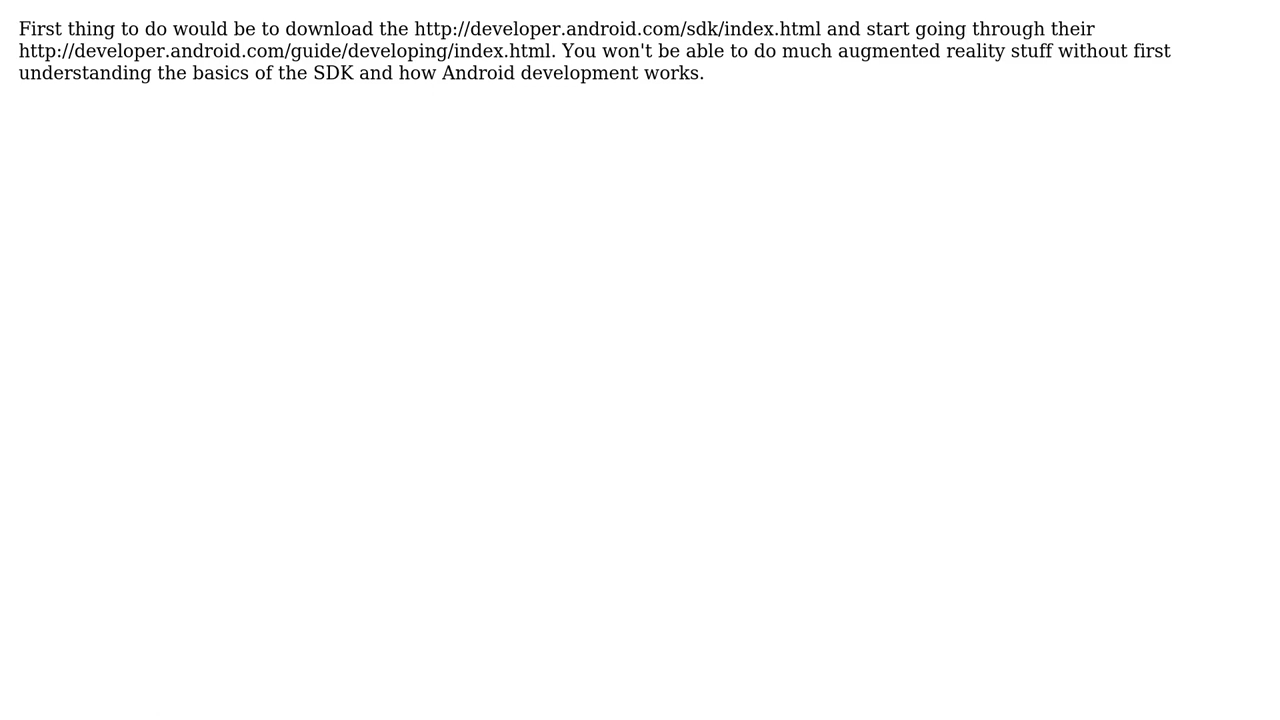 First thing to do would be to download the http://developer.android.com/sdk/index.html and start going through their
http://developer.android.com/guide/developing/index.html. You won't be able to do much augmented reality stuff without first
understanding the basics of the SDK and how Android development works.